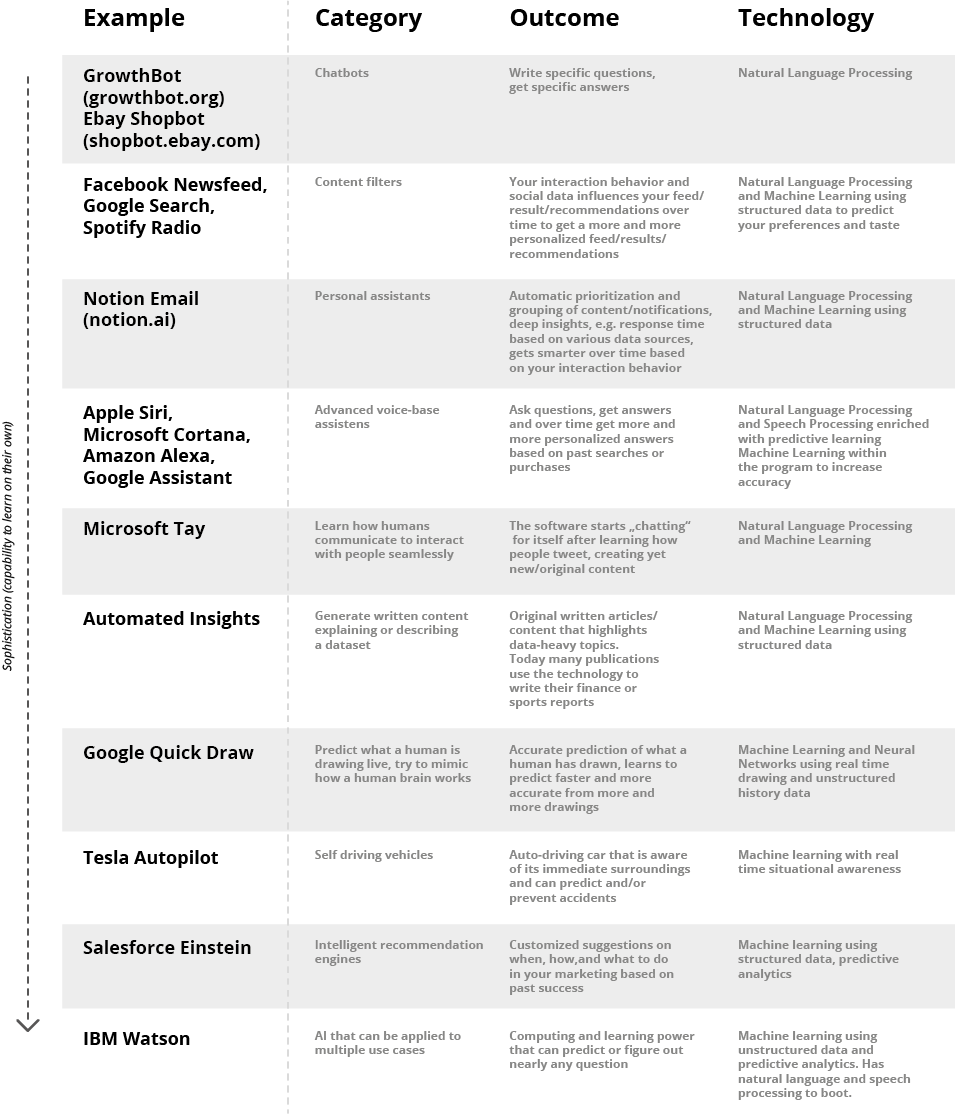 Example
Category
Outcome
Technology
Sophistication (capability to learn on their own)
GrowthBot
(growthbot.org)
Ebay Shopbot
(shopbot.ebay.com)
Chatbots
Write specific questions,
get specific answers
Natural Language Processing
Facebook Newsfeed,
Google Search,
Spotify Radio
Content filters
Your interaction behavior and
social data influences your feed/
result/recommendations over
time to get a more and more
personalized feed/results/
recommendations
Natural Language Processing
and Machine Learning using
structured data to predict
your preferences and taste
Notion Email
(notion.ai)
Personal assistants
Automatic prioritization and
grouping of content/notifications,
deep insights, e.g. response time
based on various data sources,
gets smarter over time based
on your interaction behavior
Natural Language Processing
and Machine Learning using
structured data
Apple Siri,
Microsoft Cortana,
Amazon Alexa,
Google Assistant
Advanced voice-base
assistens
Ask questions, get answers
and over time get more and
more personalized answers
based on past searches or
purchases
Natural Language Processing
and Speech Processing enriched
with predictive learning
Machine Learning within
the program to increase
accuracy
Microsoft Tay
Learn how humans
communicate to interact
with people seamlessly
The software starts „chatting“
for itself after learning how
people tweet, creating yet
new/original content
Natural Language Processing
and Machine Learning
Automated Insights
Generate written content
explaining or describing
a dataset
Original written articles/
content that highlights
data-heavy topics.
Today many publications
use the technology to
write their finance or
sports reports
Natural Language Processing
and Machine Learning using
structured data
Google Quick Draw
Predict what a human is
drawing live, try to mimic
how a human brain works
Accurate prediction of what a
human has drawn, learns to
predict faster and more
accurate from more and
more drawings
Machine Learning and Neural
Networks using real time
drawing and unstructured
history data
Tesla Autopilot
Self driving vehicles
Auto-driving car that is aware
of its immediate surroundings
and can predict and/or
prevent accidents
Machine learning with real
time situational awareness
Salesforce Einstein
Intelligent recommendation
engines
Customized suggestions on
when, how,and what to do
in your marketing based on
past success
Machine learning using
structured data, predictive
analytics
IBM Watson
AI that can be applied to
multiple use cases
Computing and learning power
that can predict or figure out
nearly any question
Machine learning using
unstructured data and
predictive analytics. Has
natural language and speech
processing to boot.